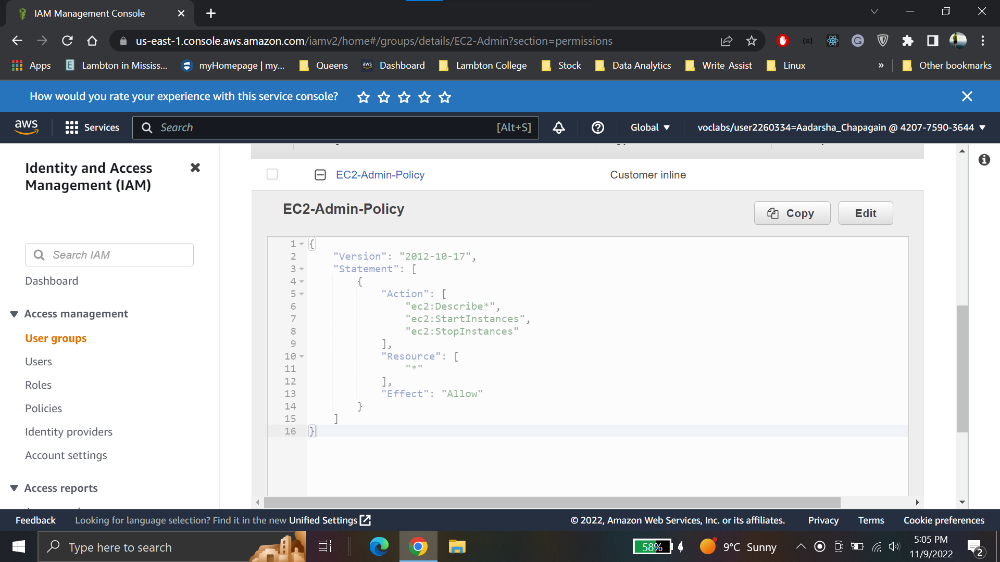 IAM Management Console
us-east-1.console.aws.amazon.com/iamv2/home#/groups/details/EC2-Admin?section=permissions
Apps Lambton in Mississ... myHomepage | my... Queens aws Dashboard Lambton College Stock Data Analytics Write_Assist Linux » Other bookmarks
How would you rate your experience with this service console?
aws Services Search [Alt+S] Global voclabs/user2260334=Aadarsha_Chapagain @ 4207-7590-3644
Identity and Access
Management (IAM)
Search IAM
Dashboard
Access management
User groups
Users
Roles
Policies
Identity providers
Account settings
Access reports
EC2-Admin-Policy Customer inline
EC2-Admin-Policy Copy Edit
1 {
2 "Version": "2012-10-17",
3 "Statement": [
4 {
5 "Action": [
6 "ec2:Describe*",
7 "ec2:StartInstances",
8 "ec2:StopInstances"
9 ],
10 "Resource": [
11 "*"
12 ],
13 "Effect": "Allow"
14 }
15 ]
16 }
Feedback Looking for language selection? Find it in the new Unified Settings © 2022, Amazon Web Services, Inc. or its affiliates. Privacy Terms Cookie preferences
Type here to search 58% 9°C Sunny 5:05 PM
11/9/2022 2